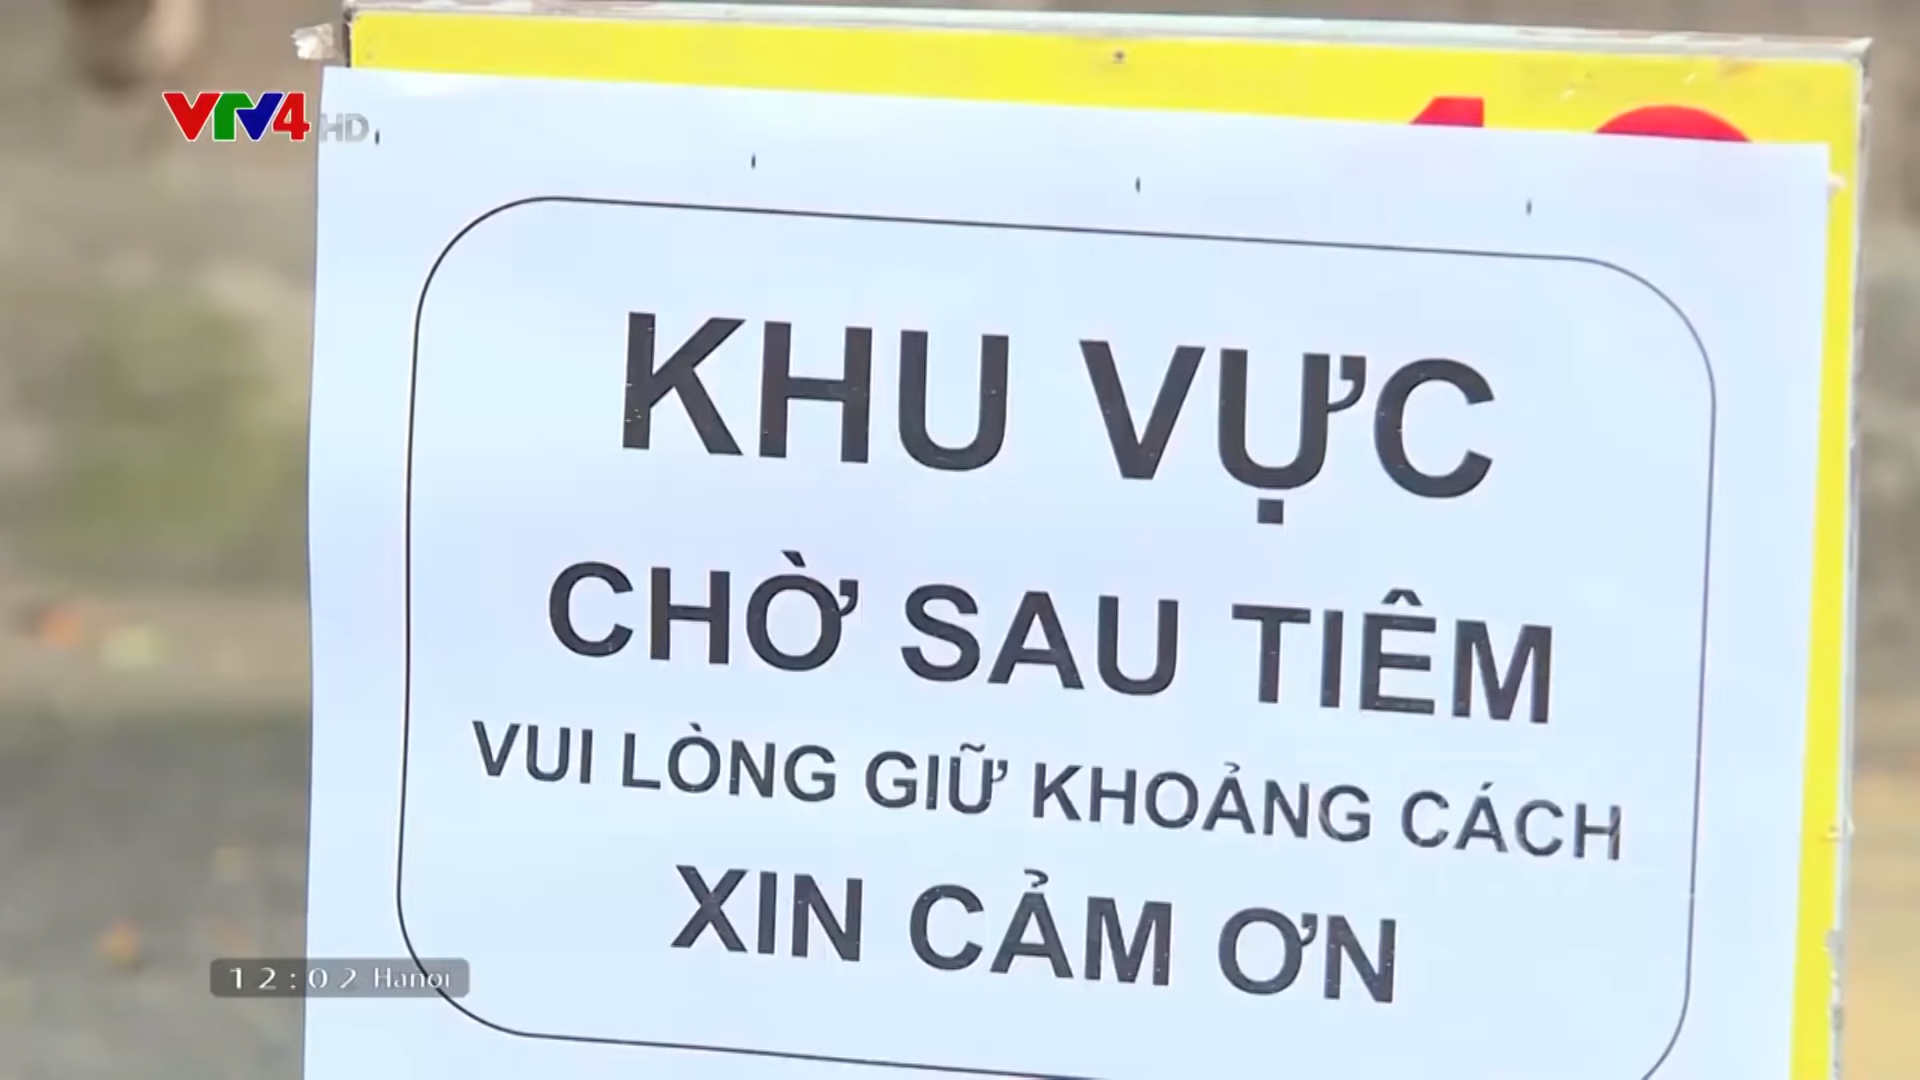 VTV4 HD
KHU VỰC
CHỜ SAU TIÊM
VUI LÒNG GIỮ KHOẢNG CÁCH
XIN CẢM ƠN
12:02 Hanoi